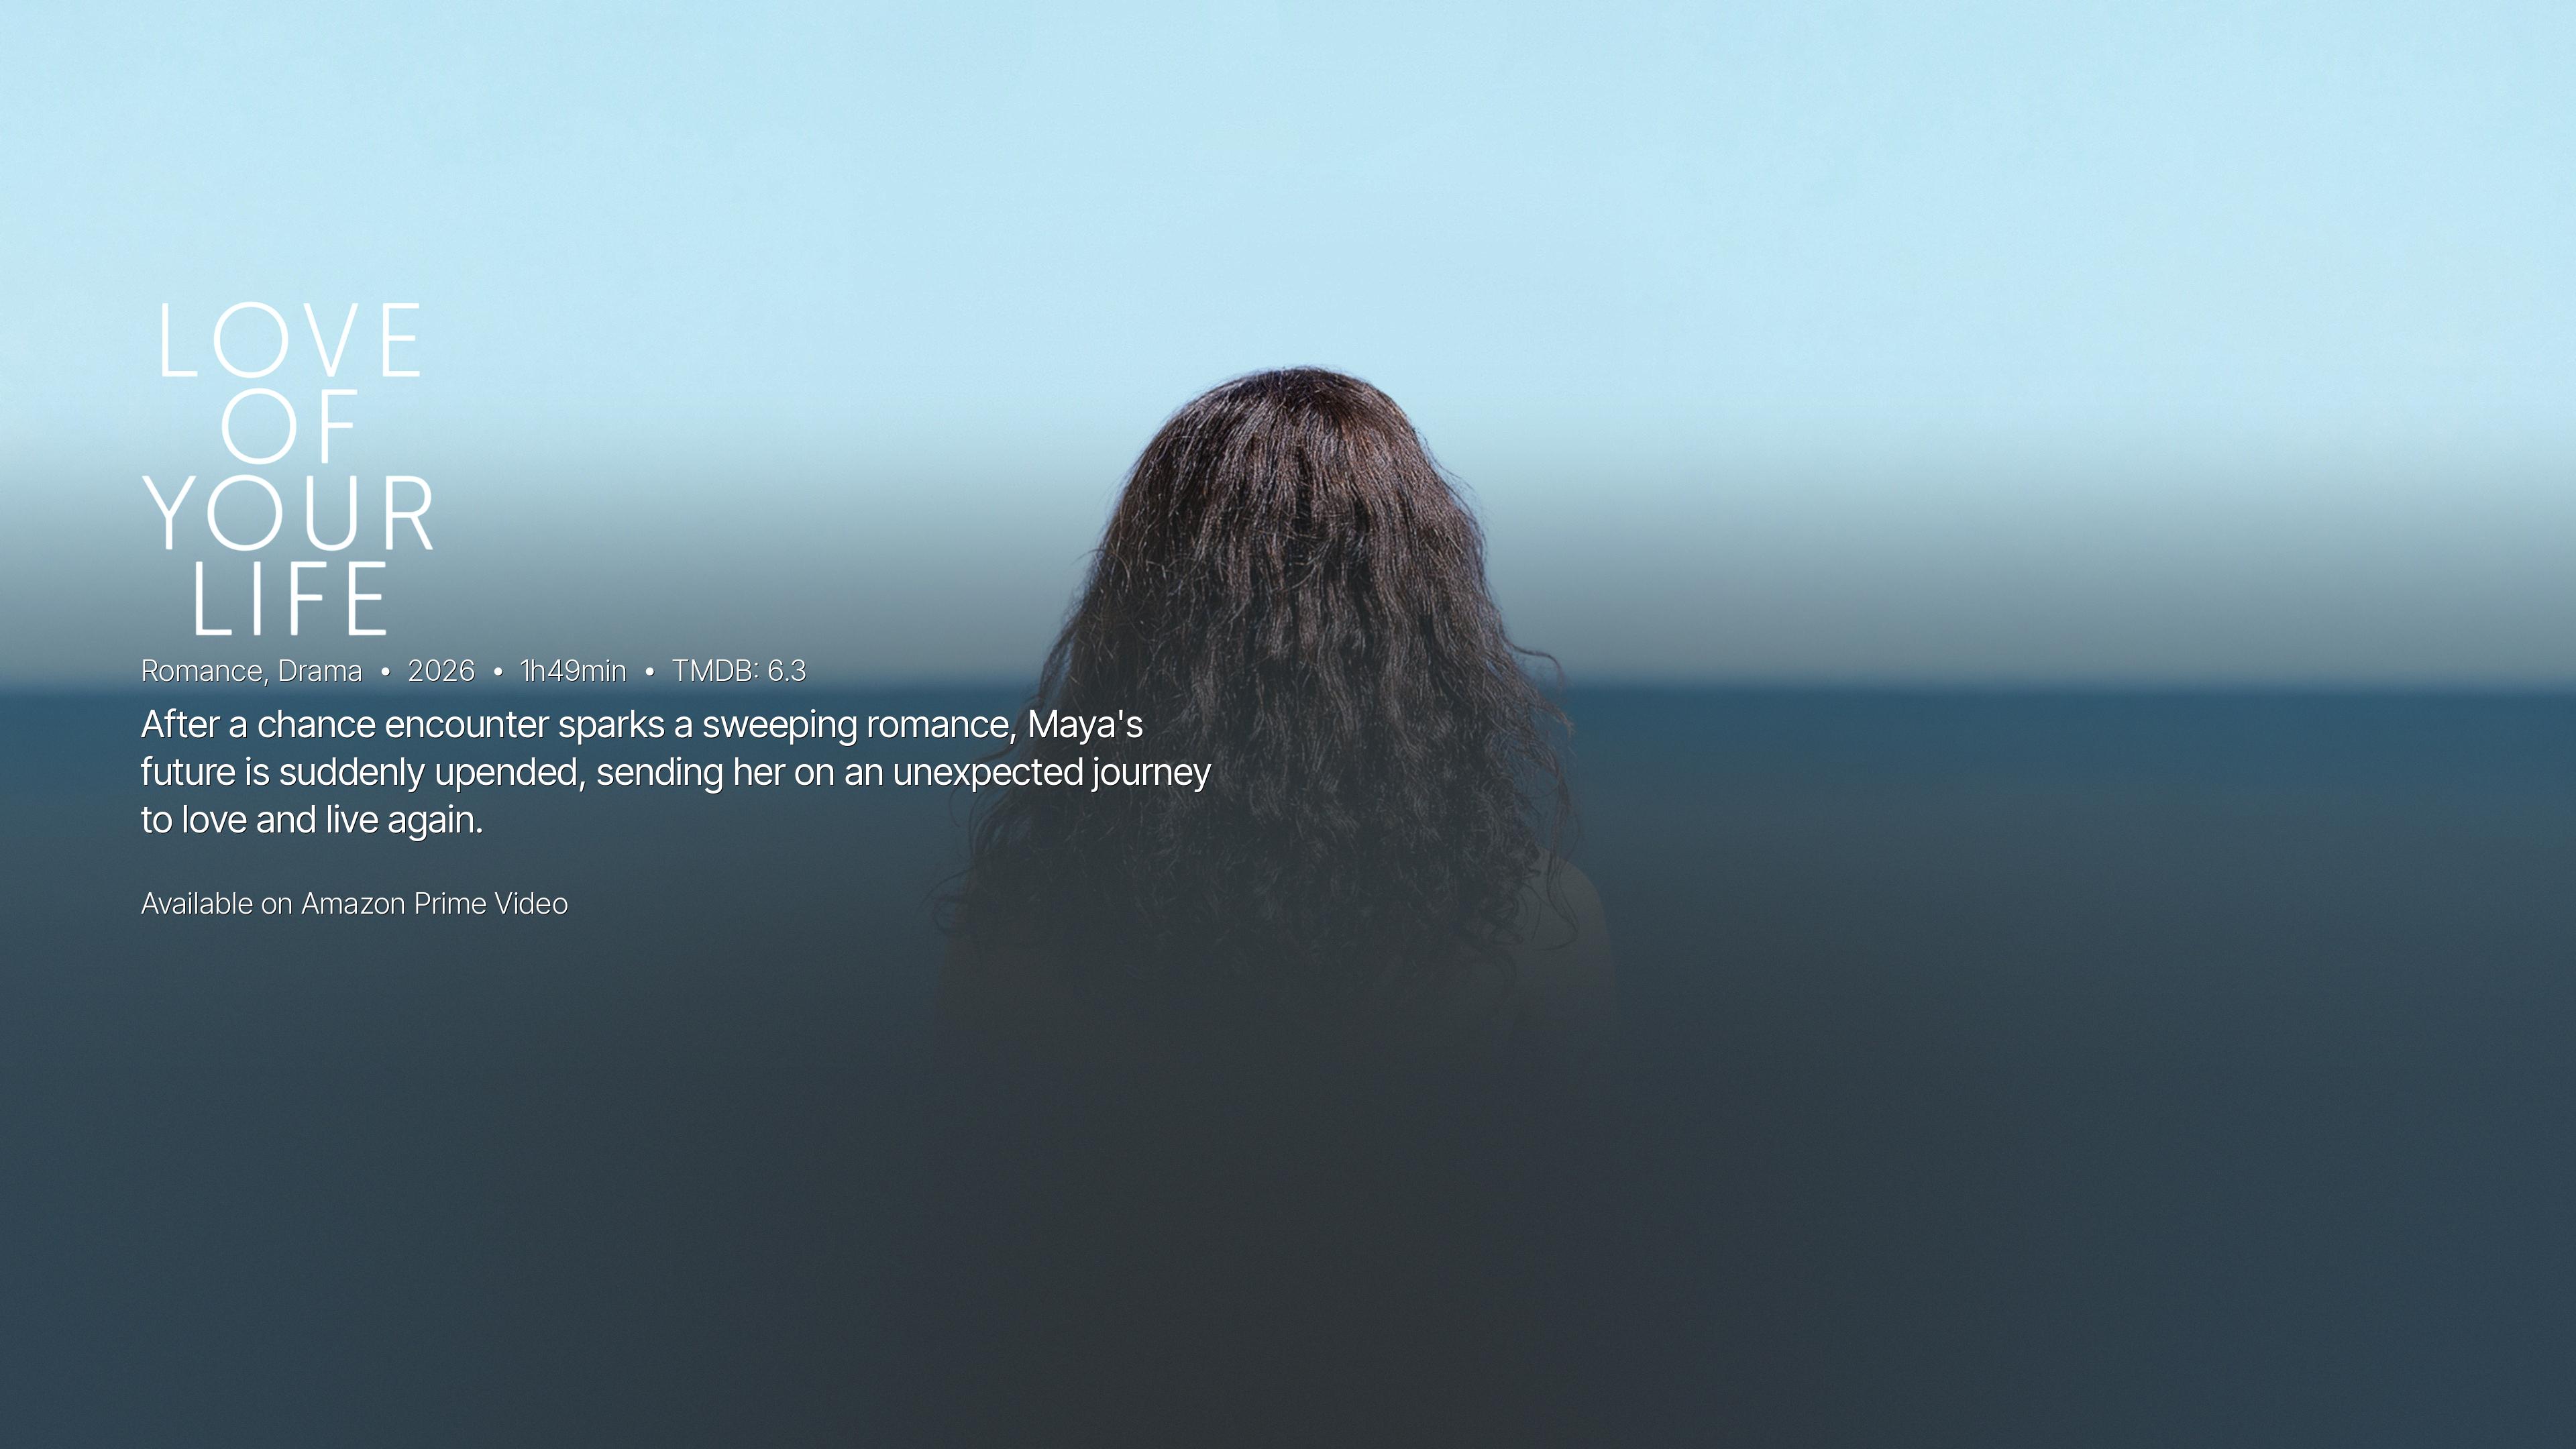 LOVE
OF
YOUR
LIFE
Romance, Drama • 2026 • 1h49min • TMDB: 6.3
After a chance encounter sparks a sweeping romance, Maya's
future is suddenly upended, sending her on an unexpected journey
to love and live again.
Available on Amazon Prime Video